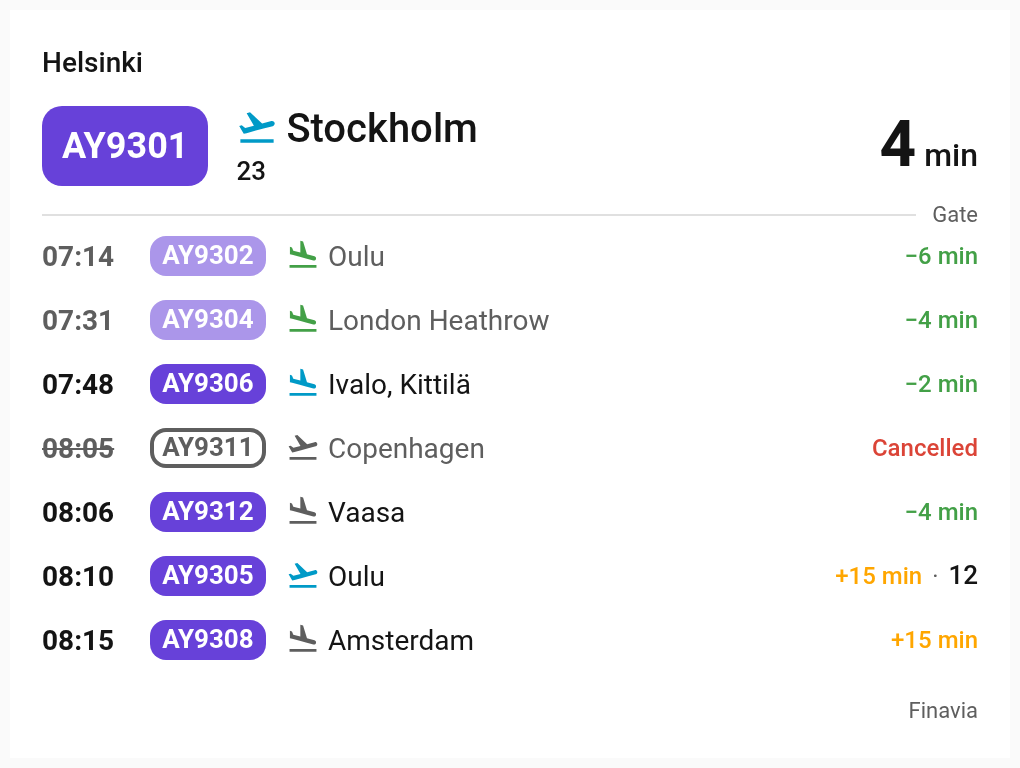 Helsinki
AY9301 Stockholm 4 min
23
Gate
07:14 AY9302 Oulu −6 min
07:31 AY9304 London Heathrow −4 min
07:48 AY9306 Ivalo, Kittilä −2 min
08:05 AY9311 Copenhagen Cancelled
08:06 AY9312 Vaasa −4 min
08:10 AY9305 Oulu +15 min · 12
08:15 AY9308 Amsterdam +15 min
Finavia